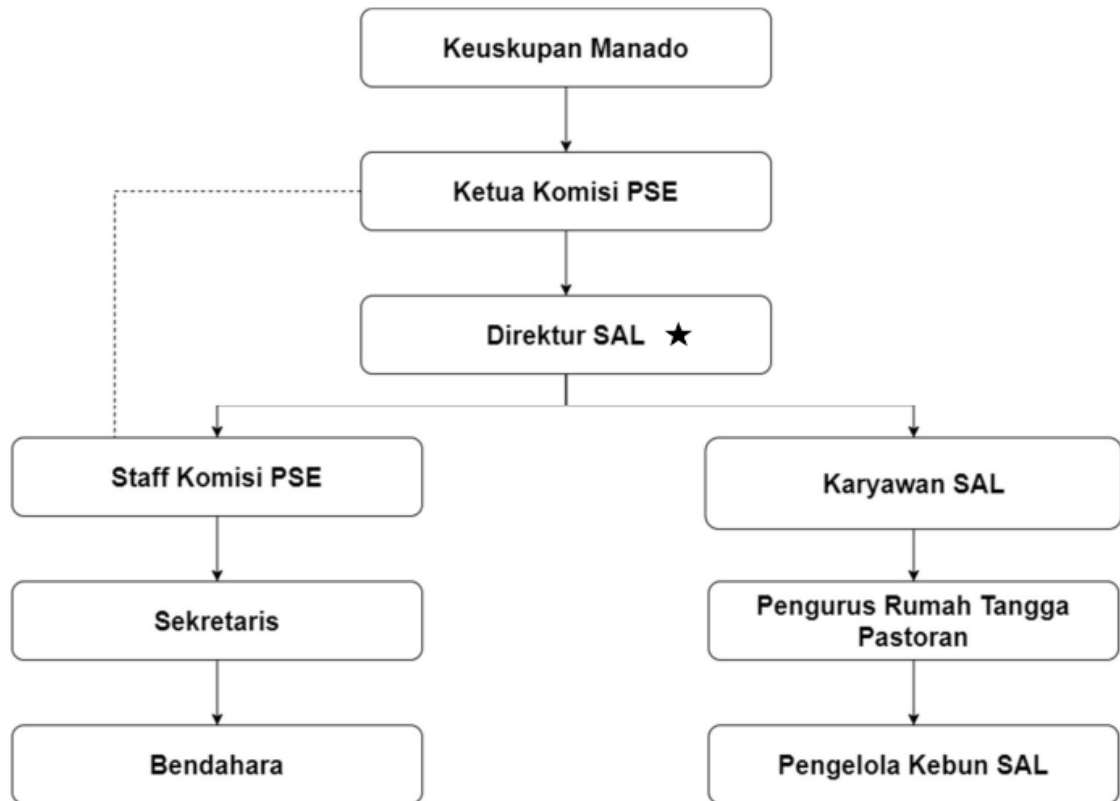 Keuskupan Manado
Ketua Komisi PSE
Direktur SAL ★
Staff Komisi PSE
Karyawan SAL
Sekretaris
Pengurus Rumah Tangga
Pastoran
Bendahara
Pengelola Kebun SAL